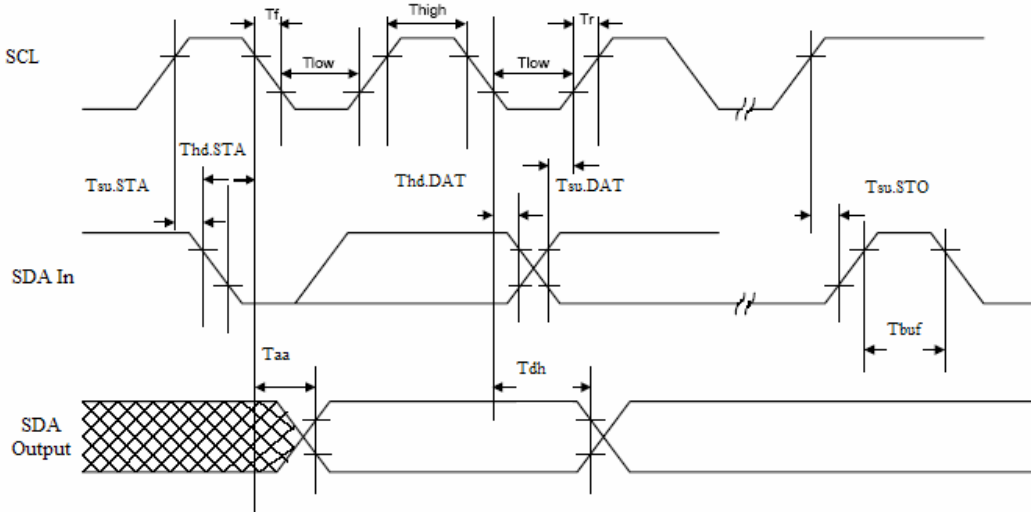 Tf
Thigh
Tr
SCL
Tlow
Tlow
Thd.STA
Tsu.STA
Thd.DAT
Tsu.DAT
Tsu.STO
SDA In
Tbuf
Taa
Tdh
SDA
Output